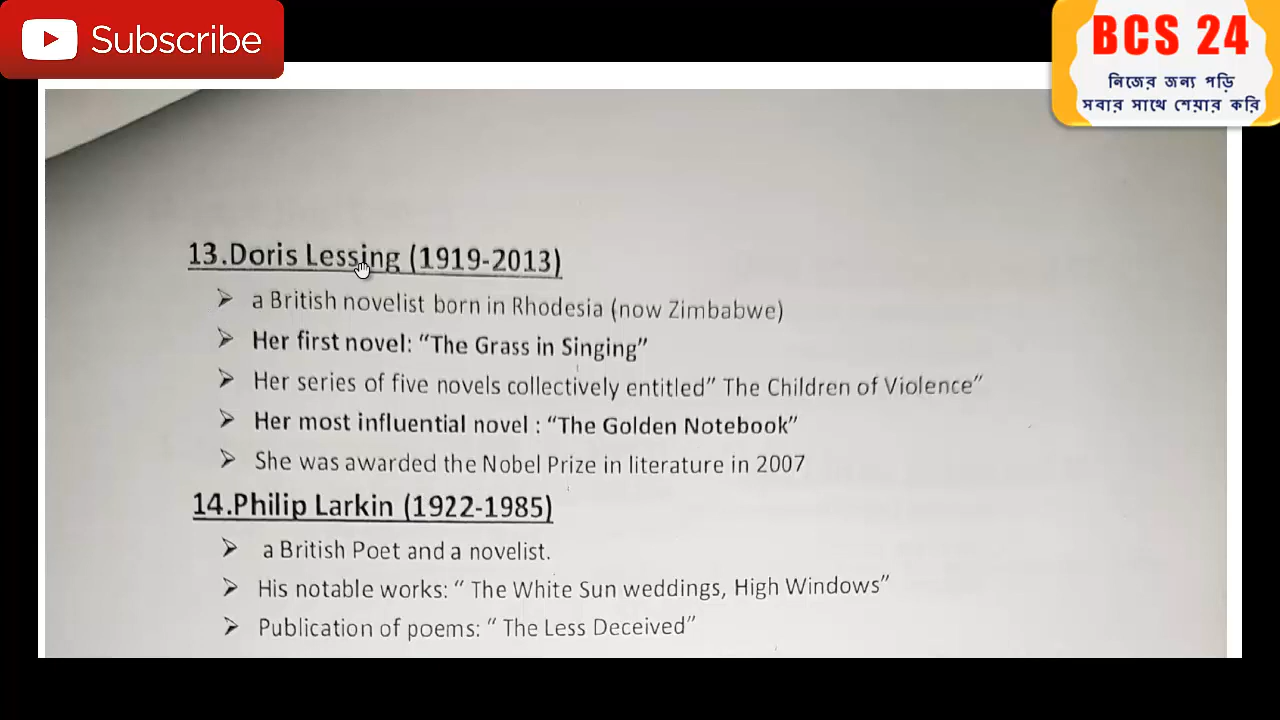 Subscribe
BCS 24
নিজের জন্য পড়ি
সবার সাথে শেয়ার করি
13.Doris Lessing (1919-2013)
➢ a British novelist born in Rhodesia (now Zimbabwe)
➢ Her first novel: “The Grass in Singing”
➢ Her series of five novels collectively entitled” The Children of Violence”
➢ Her most influential novel : “The Golden Notebook”
➢ She was awarded the Nobel Prize in literature in 2007
14.Philip Larkin (1922-1985)
➢ a British Poet and a novelist.
➢ His notable works: “ The White Sun weddings, High Windows”
➢ Publication of poems: “ The Less Deceived”